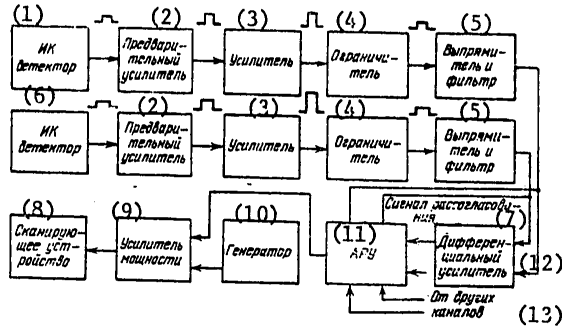 (1) (2) (3) (4) (5)
ИК
детектор
Предвари-
тельный
усилитель
Усилитель
Ограничи-
тель
Выпрями-
тель и
фильтр
(6) (2) (3) (4) (5)
ИК
детектор
Предвари-
тельный
усилитель
Усилитель
Ограничи-
тель
Выпрями-
тель и
фильтр
Сигнал рассогласова-
ния
(8) (9) (10) (11) (7)
Сканирую-
щее уст-
ройство
Усилитель
мощности
Генератор
АРУ
Дифферен-
циальный
усилитель
(12)
От других
каналов
(13)